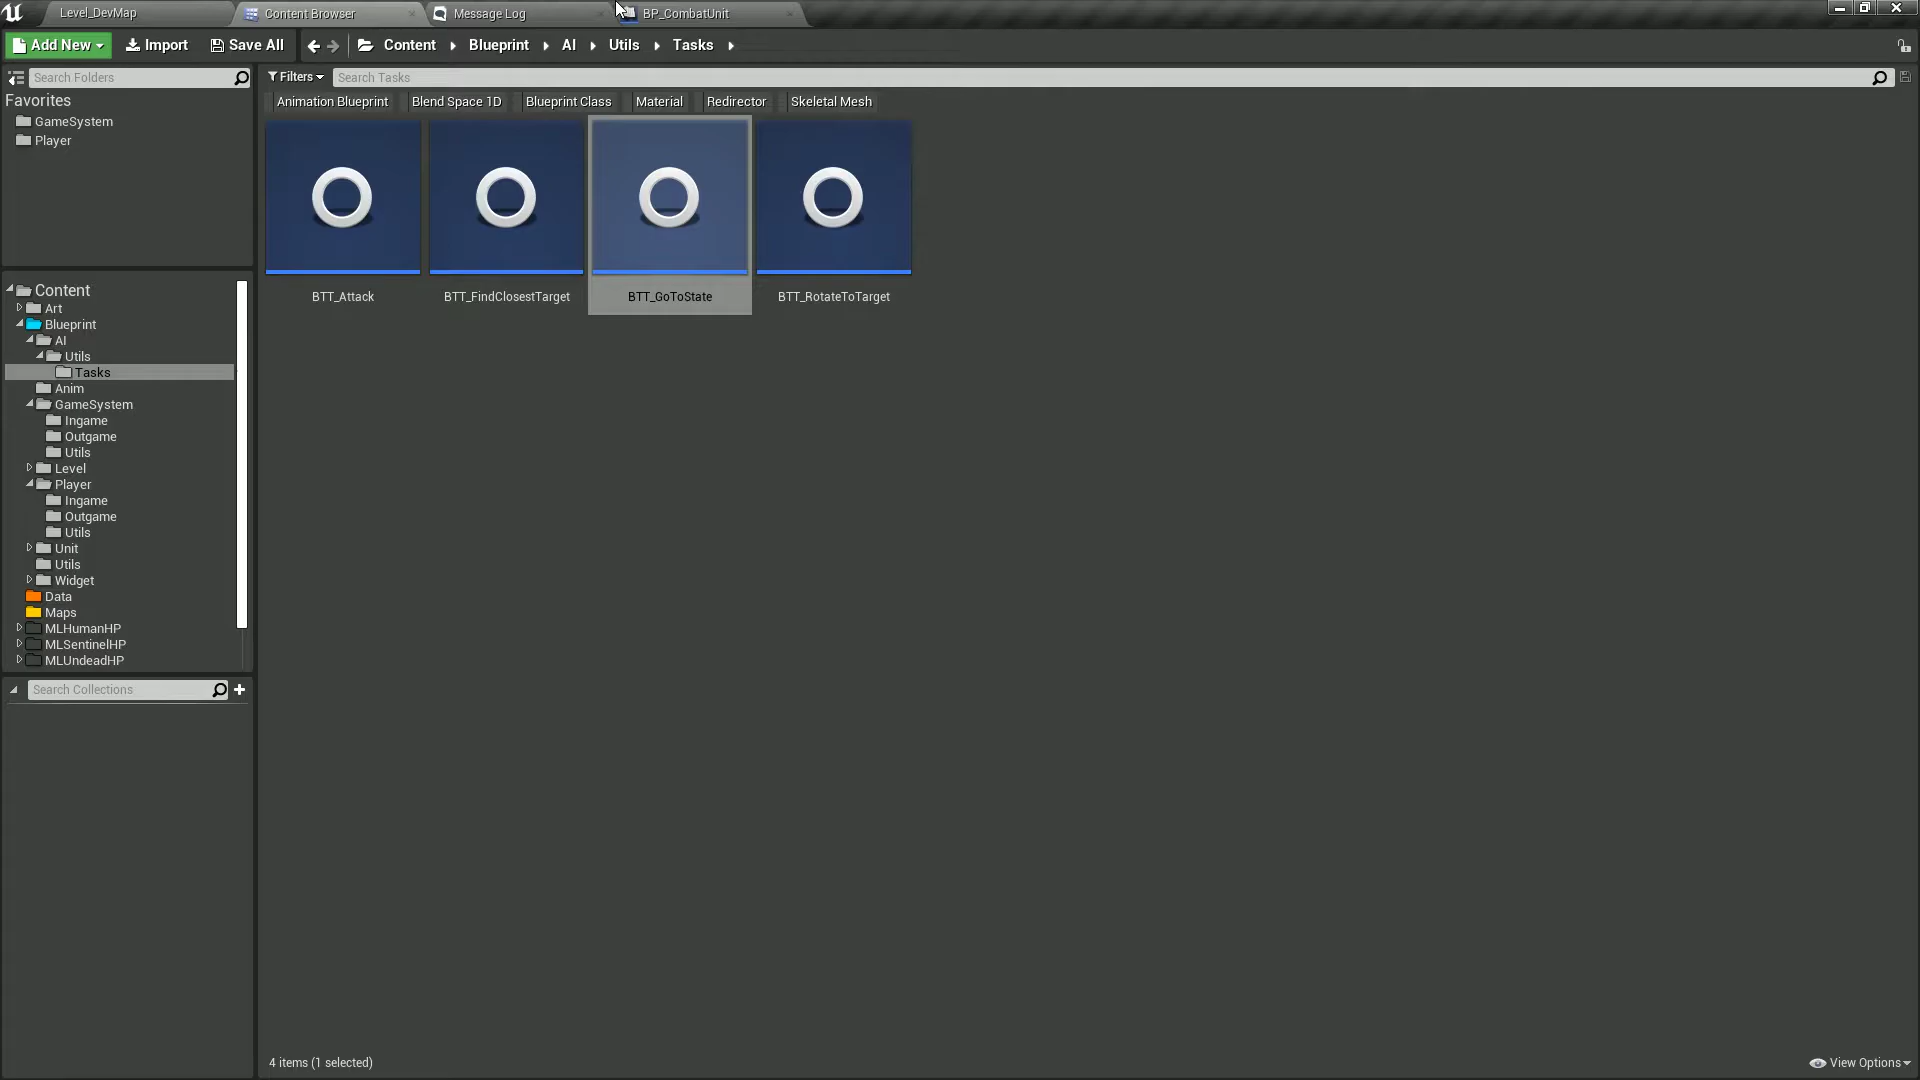 Level_DevMap
Content Browser
Message Log
BP_CombatUnit
Add New
Import
Save All
Content
Blueprint
AI
Utils
Tasks
Search Folders
Filters
Search Tasks
Favorites
GameSystem
Player
Animation Blueprint
Blend Space 1D
Blueprint Class
Material
Redirector
Skeletal Mesh
BTT_Attack
BTT_FindClosestTarget
BTT_GoToState
BTT_RotateToTarget
Content
Art
Blueprint
AI
Utils
Tasks
Anim
GameSystem
Ingame
Outgame
Utils
Level
Player
Ingame
Outgame
Utils
Unit
Utils
Widget
Data
Maps
MLHumanHP
MLSentinelHP
MLUndeadHP
Search Collections
4 items (1 selected)
View Options